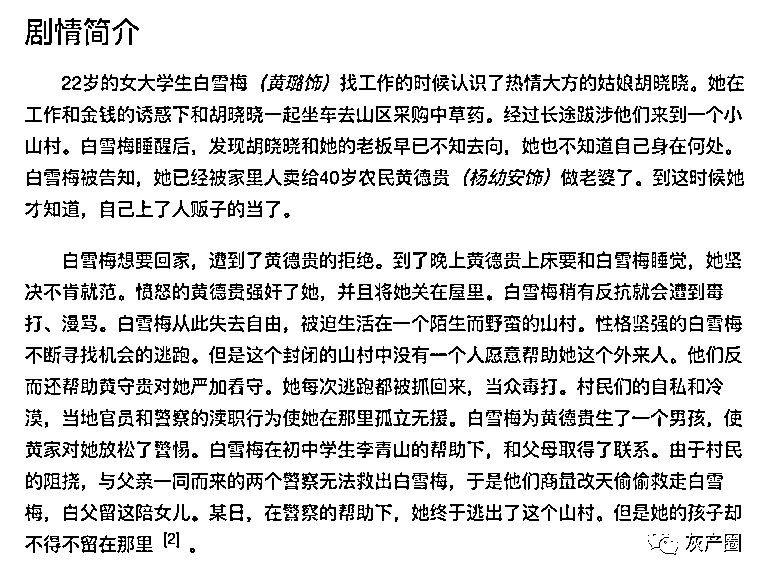 剧情简介
22岁的女大学生白雪梅（黄璐饰）找工作的时候认识了热情大方的姑娘胡晓晓。她在
工作和金钱的诱惑下和胡晓晓一起坐车去山区采购中草药。经过长途跋涉他们来到一个小
山村。白雪梅睡醒后，发现胡晓晓和她的老板早已不知去向，她也不知道自己身在何处。
白雪梅被告知，她已经被家里人卖给40岁农民黄德贵（杨幼安饰）做老婆了。到这时候她
才知道，自己上了人贩子的当了。
白雪梅想要回家，遭到了黄德贵的拒绝。到了晚上黄德贵上床要和白雪梅睡觉，她坚
决不肯就范。愤怒的黄德贵强奸了她，并且将她关在屋里。白雪梅稍有反抗就会遭到毒
打、漫骂。白雪梅从此失去自由，被迫生活在一个陌生而野蛮的山村。性格坚强的白雪梅
不断寻找机会的逃跑。但是这个封闭的山村中没有一个人愿意帮助她这个外来人。他们反
而还帮助黄守贵对她严加看守。她每次逃跑都被抓回来，当众毒打。村民们的自私和冷
漠，当地官员和警察的渎职行为使她在那里孤立无援。白雪梅为黄德贵生了一个男孩，使
黄家对她放松了警惕。白雪梅在初中学生李青山的帮助下，和父母取得了联系。由于村民
的阻挠，与父亲一同而来的两个警察无法救出白雪梅，于是他们商量改天偷偷救走白雪
梅，白父留这陪女儿。某日，在警察的帮助下，她终于逃出了这个山村。但是她的孩子却
不得不留在那里 [2] 。
灰产圈